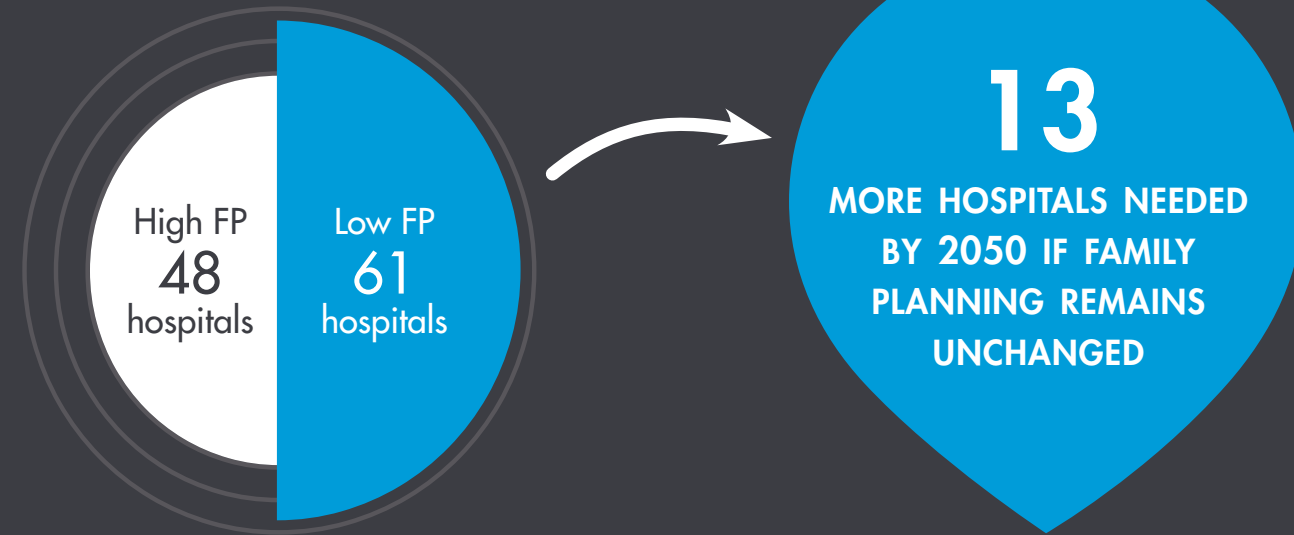 High FP
48
hospitals
Low FP
61
hospitals
13
MORE HOSPITALS NEEDED
BY 2050 IF FAMILY
PLANNING REMAINS
UNCHANGED